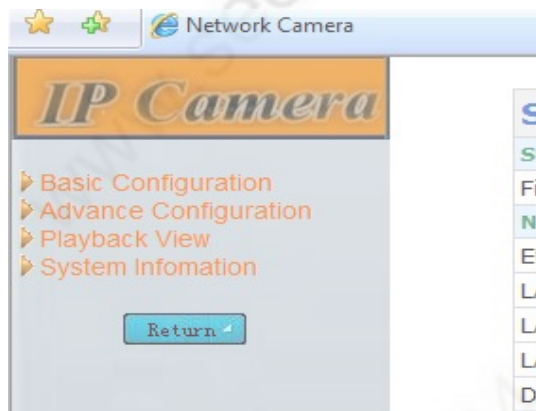 Network Camera
IP Camera
Basic Configuration
Advance Configuration
Playback View
System Infomation
Return